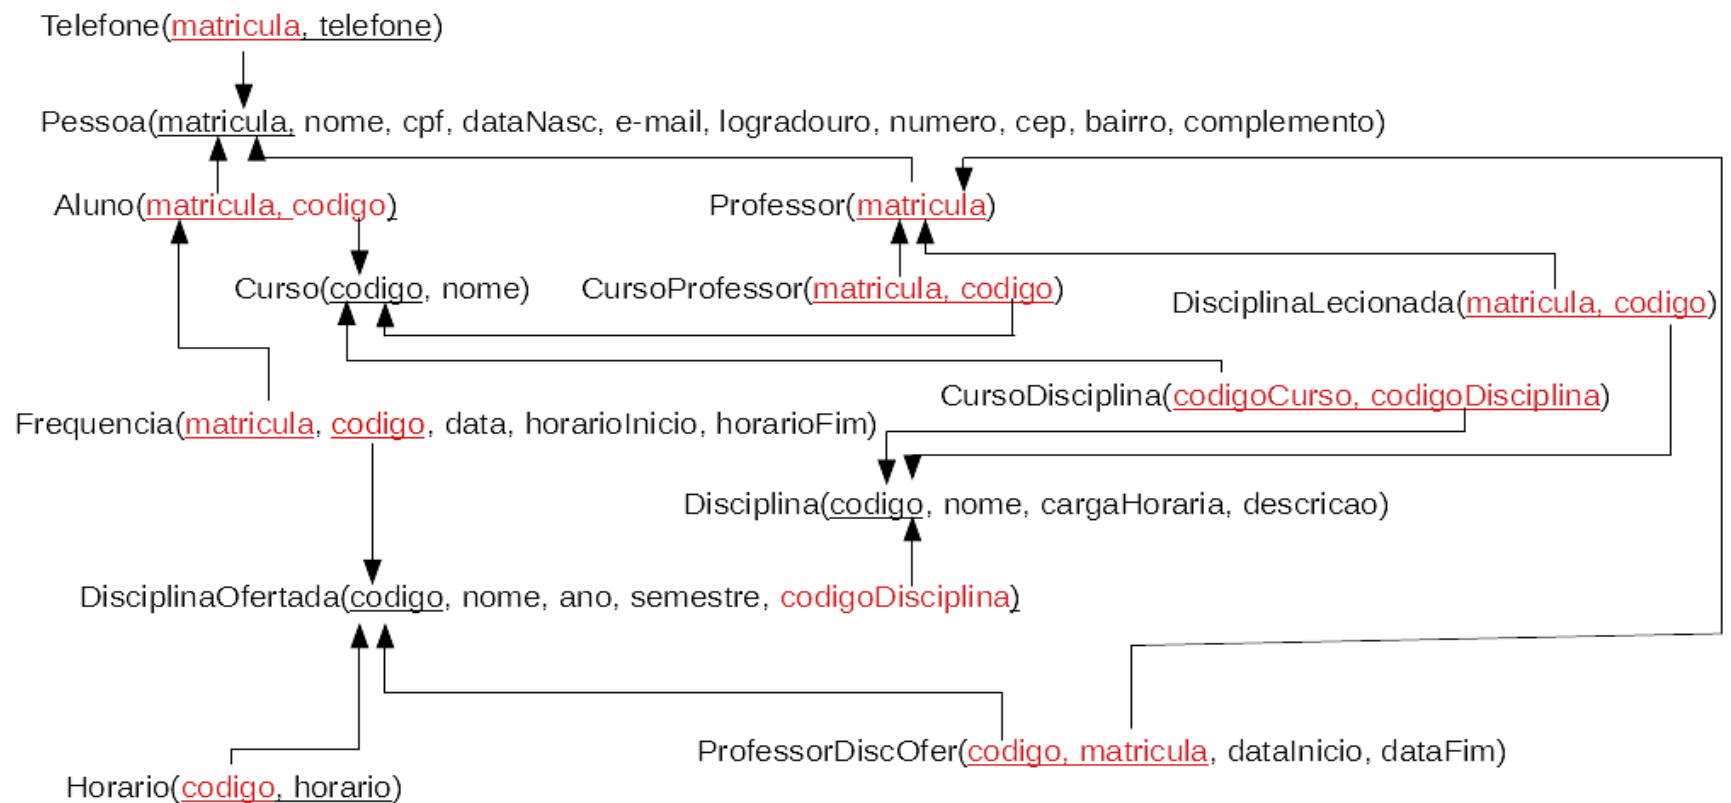 Telefone(matricula, telefone)
Pessoa(matricula, nome, cpf, dataNasc, e-mail, logradouro, numero, cep, bairro, complemento)
Aluno(matricula, codigo)
Professor(matricula)
Curso(codigo, nome)
CursoProfessor(matricula, codigo)
DisciplinaLecionada(matricula, codigo)
CursoDisciplina(codigoCurso, codigoDisciplina)
Frequencia(matricula, codigo, data, horarioInicio, horarioFim)
Disciplina(codigo, nome, cargaHoraria, descricao)
DisciplinaOfertada(codigo, nome, ano, semestre, codigoDisciplina)
ProfessorDiscOfer(codigo, matricula, dataInicio, dataFim)
Horario(codigo, horario)